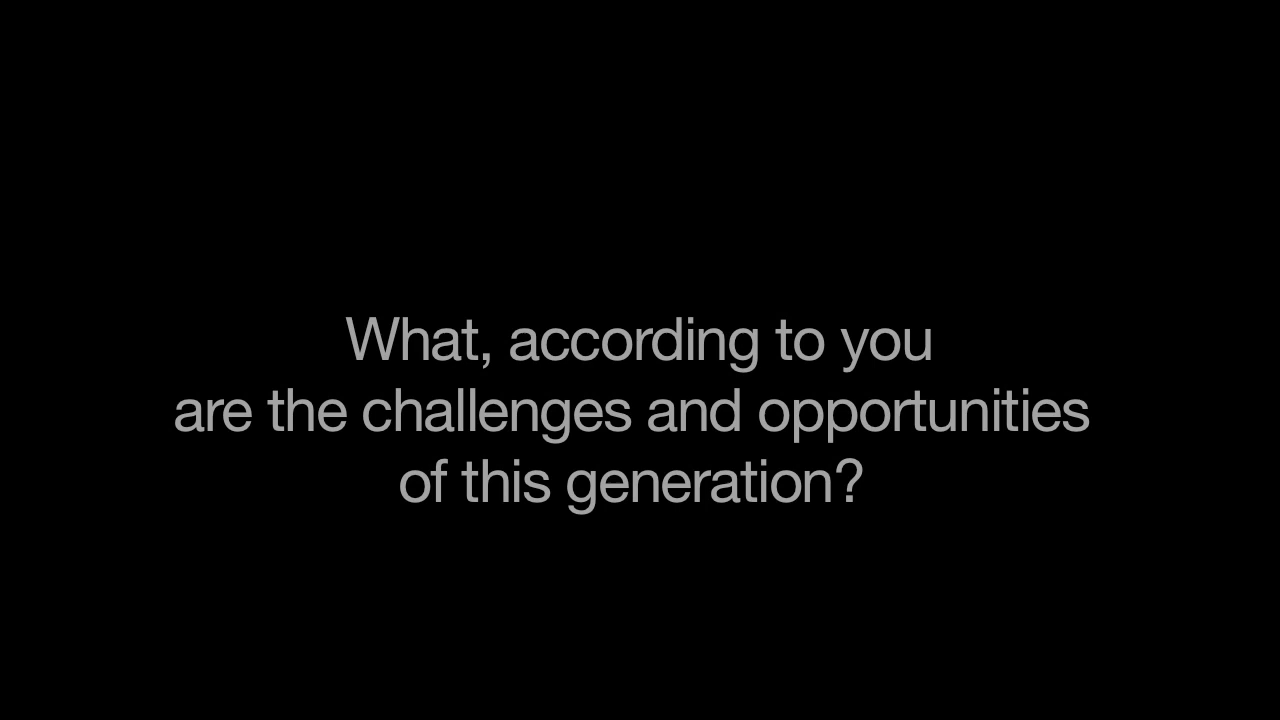 What, according to you
are the challenges and opportunities
of this generation?